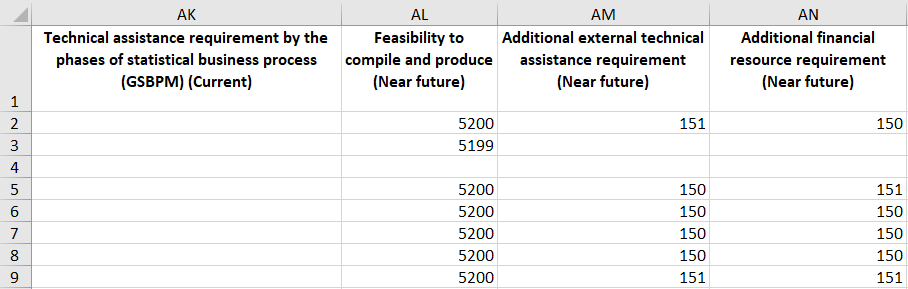 AK AL AM AN
Technical assistance requirement by the Feasibility to Additional external technical Additional financial
phases of statistical business process compile and produce assistance requirement resource requirement
(GSBPM) (Current) (Near future) (Near future) (Near future)
1
2 5200 151 150
3 5199
4
5 5200 150 151
6 5200 150 150
7 5200 150 150
8 5200 150 150
9 5200 151 151